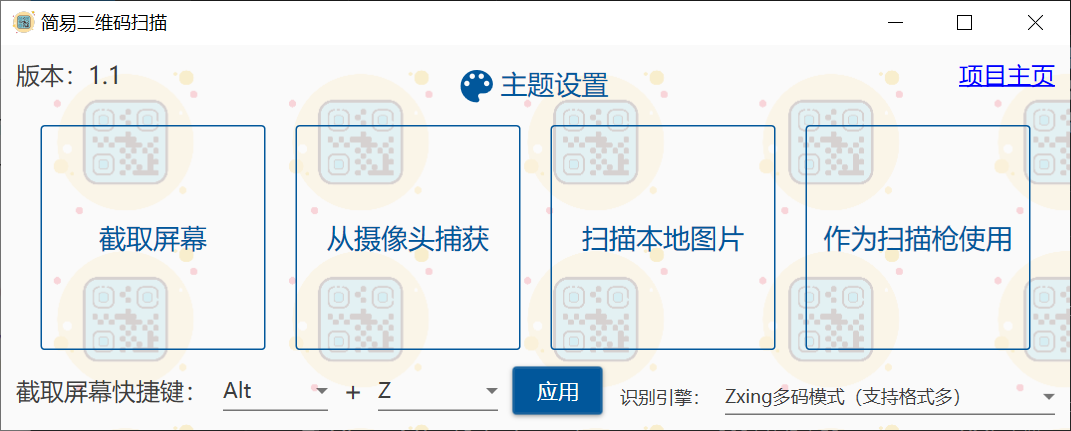 简易二维码扫描
版本：1.1
主题设置
项目主页
截取屏幕
从摄像头捕获
扫描本地图片
作为扫描枪使用
截取屏幕快捷键： Alt + Z 应用 识别引擎： Zxing多码模式（支持格式多）